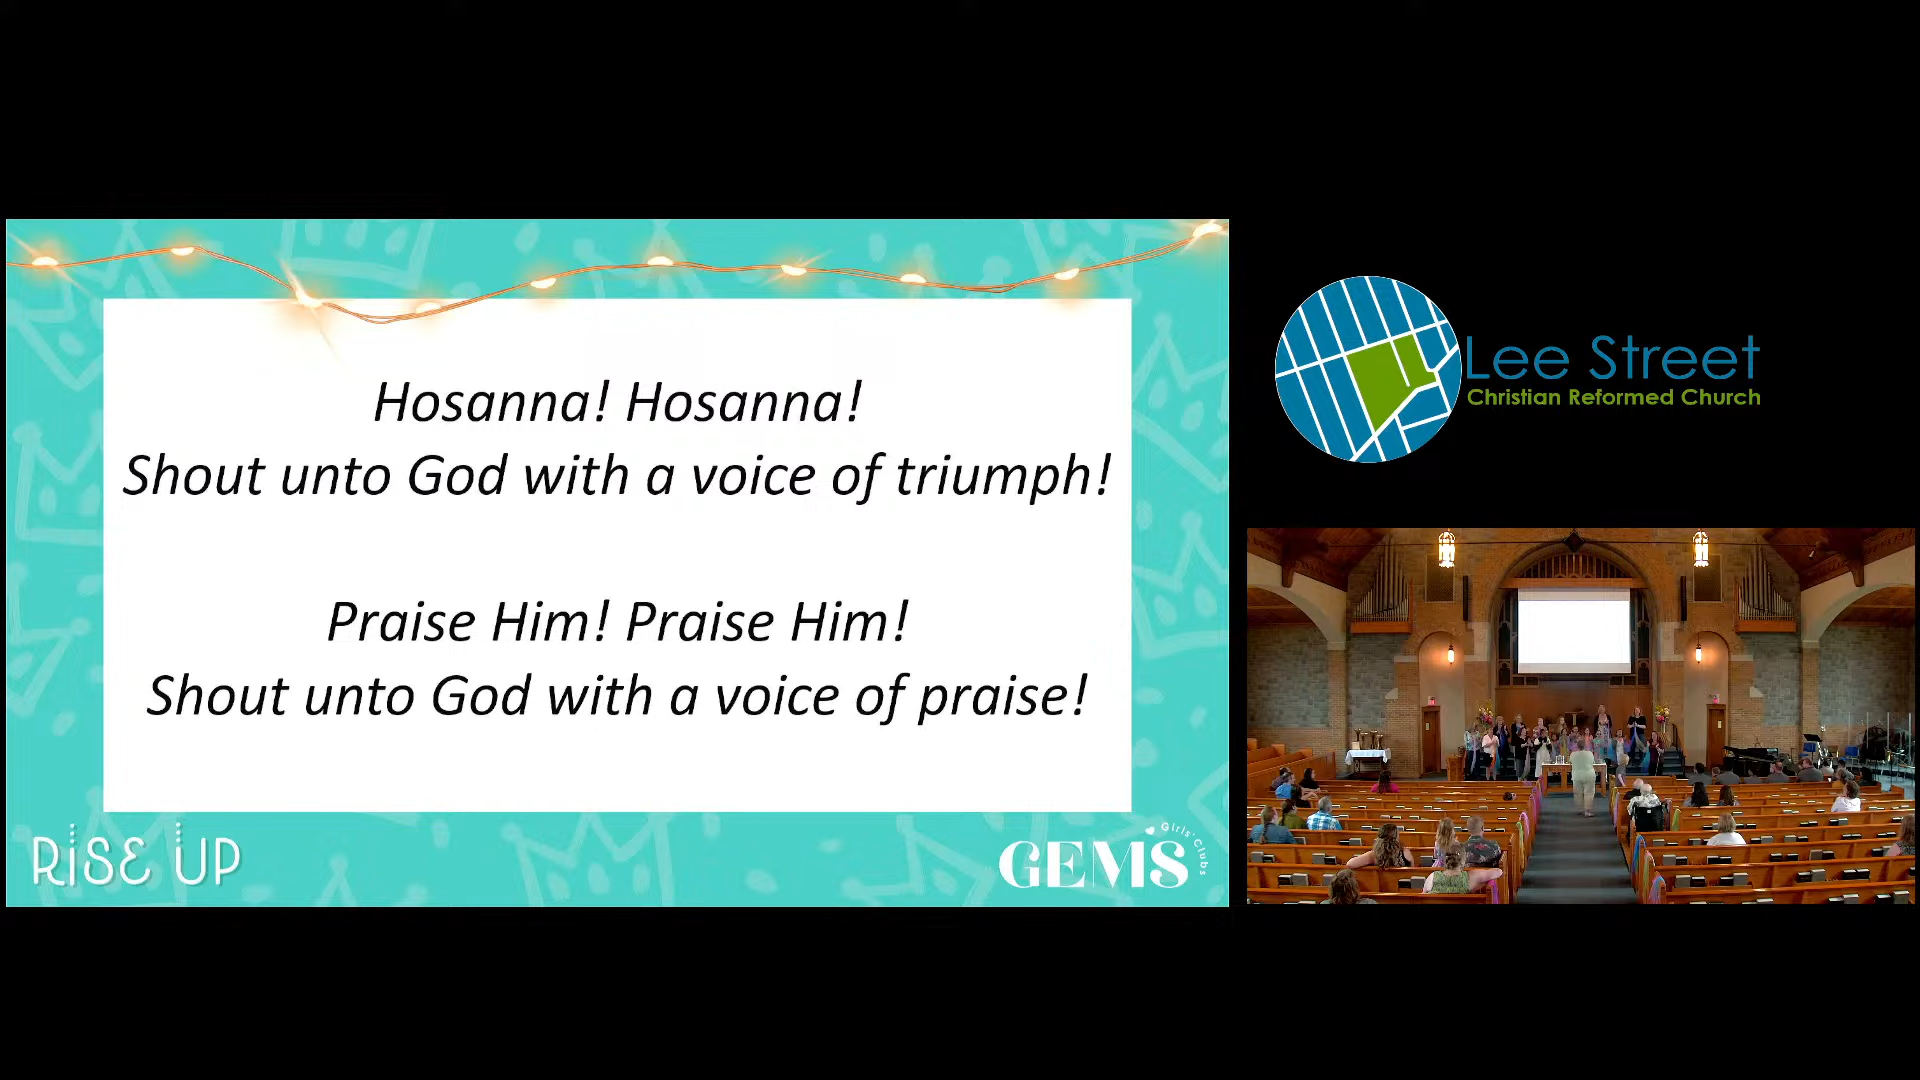 Hosanna! Hosanna!
Shout unto God with a voice of triumph!
Praise Him! Praise Him!
Shout unto God with a voice of praise!
RiSE UP
GEMS
Girls' Clubs
Lee Street
Christian Reformed Church